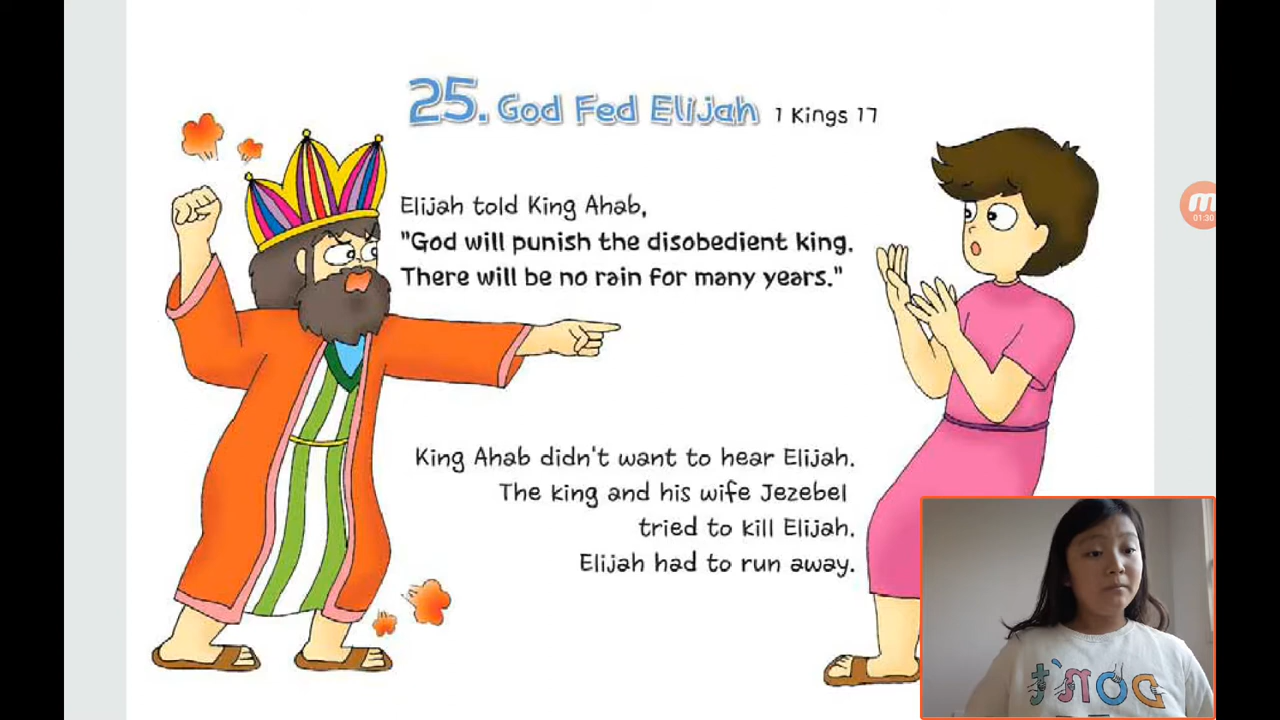 25. God Fed Elijah 1 Kings 17
Elijah told King Ahab,
"God will punish the disobedient king.
There will be no rain for many years."
M
01:30
King Ahab didn't want to hear Elijah.
The king and his wife Jezebel
tried to kill Elijah.
Elijah had to run away.